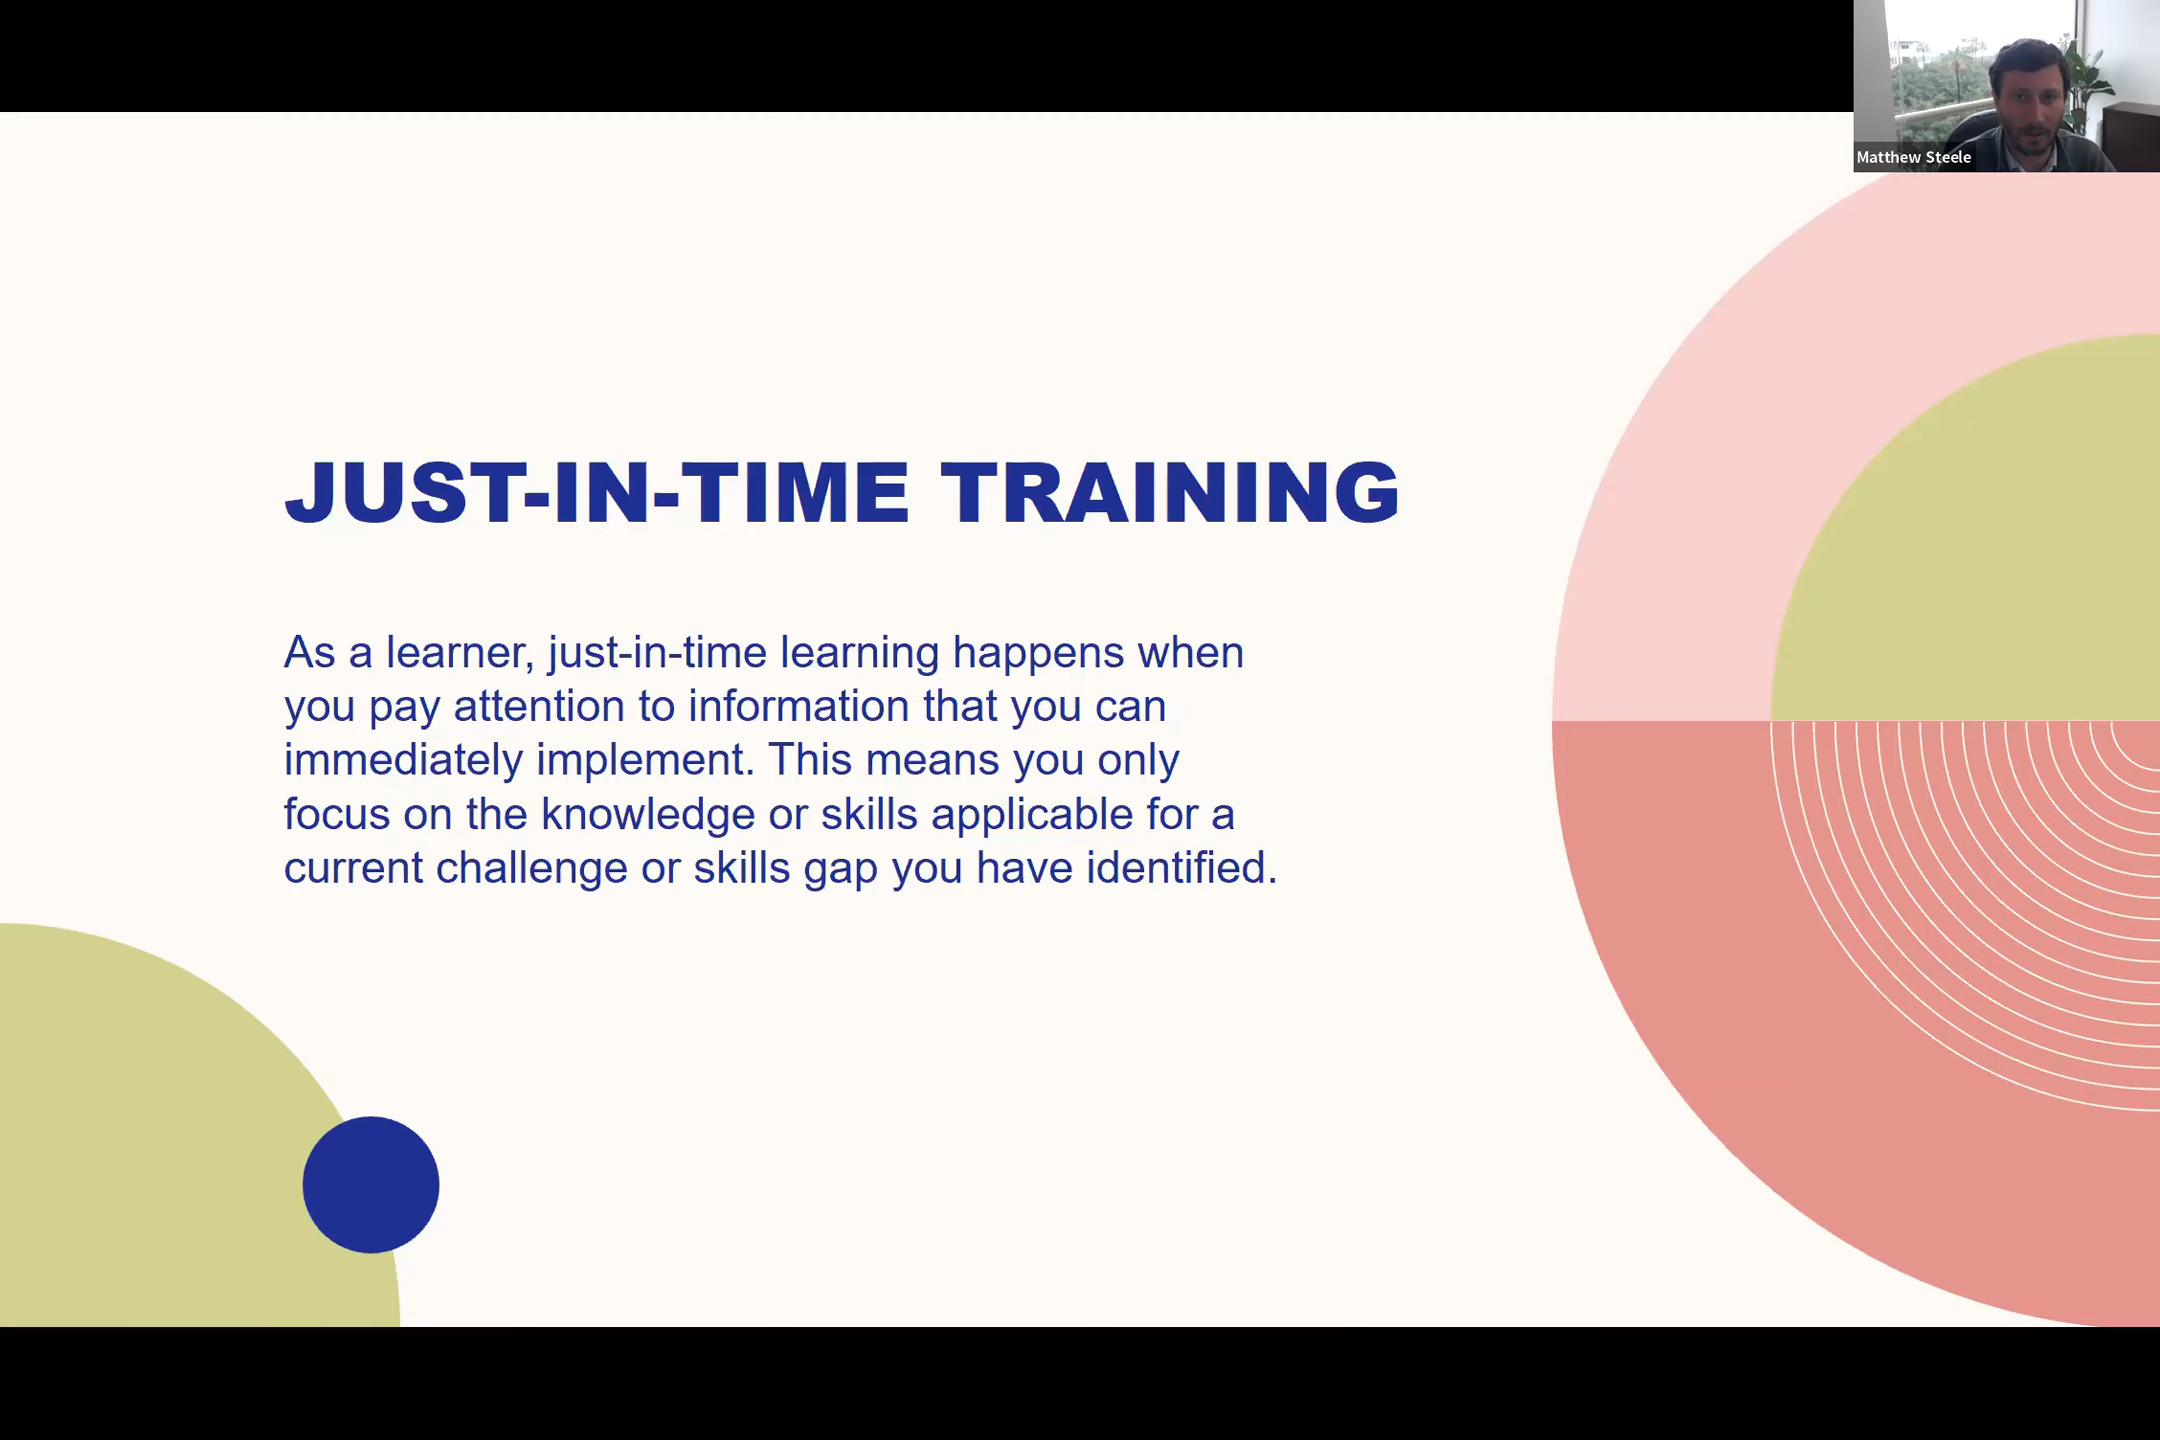 Matthew Steele
JUST-IN-TIME TRAINING
As a learner, just-in-time learning happens when
you pay attention to information that you can
immediately implement. This means you only
focus on the knowledge or skills applicable for a
current challenge or skills gap you have identified.